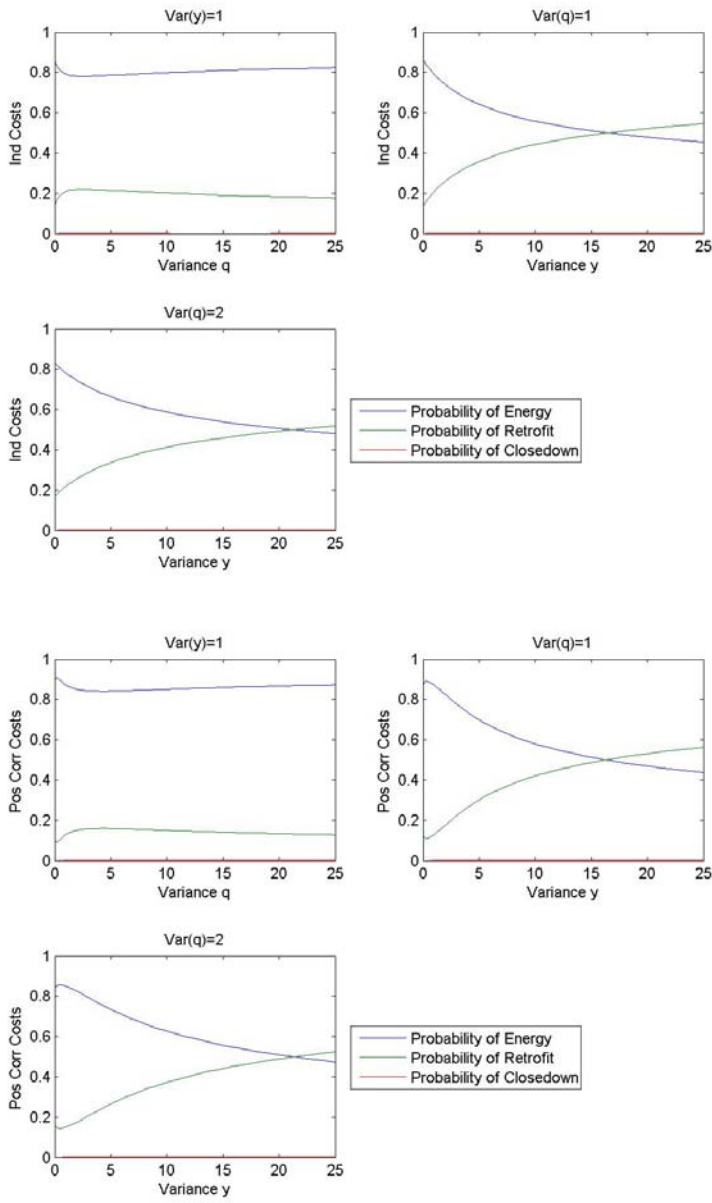 Var(y)=1
Ind Costs
1
0.8
0.6
0.4
0.2
0
0 5 10 15 20 25
Variance q
Var(q)=1
Ind Costs
1
0.8
0.6
0.4
0.2
0
0 5 10 15 20 25
Variance y
Var(q)=2
Ind Costs
1
0.8
0.6
0.4
0.2
0
0 5 10 15 20 25
Variance y
Probability of Energy
Probability of Retrofit
Probability of Closedown
Var(y)=1
Pos Corr Costs
1
0.8
0.6
0.4
0.2
0
0 5 10 15 20 25
Variance q
Var(q)=1
Pos Corr Costs
1
0.8
0.6
0.4
0.2
0
0 5 10 15 20 25
Variance y
Var(q)=2
Pos Corr Costs
1
0.8
0.6
0.4
0.2
0
0 5 10 15 20 25
Variance y
Probability of Energy
Probability of Retrofit
Probability of Closedown